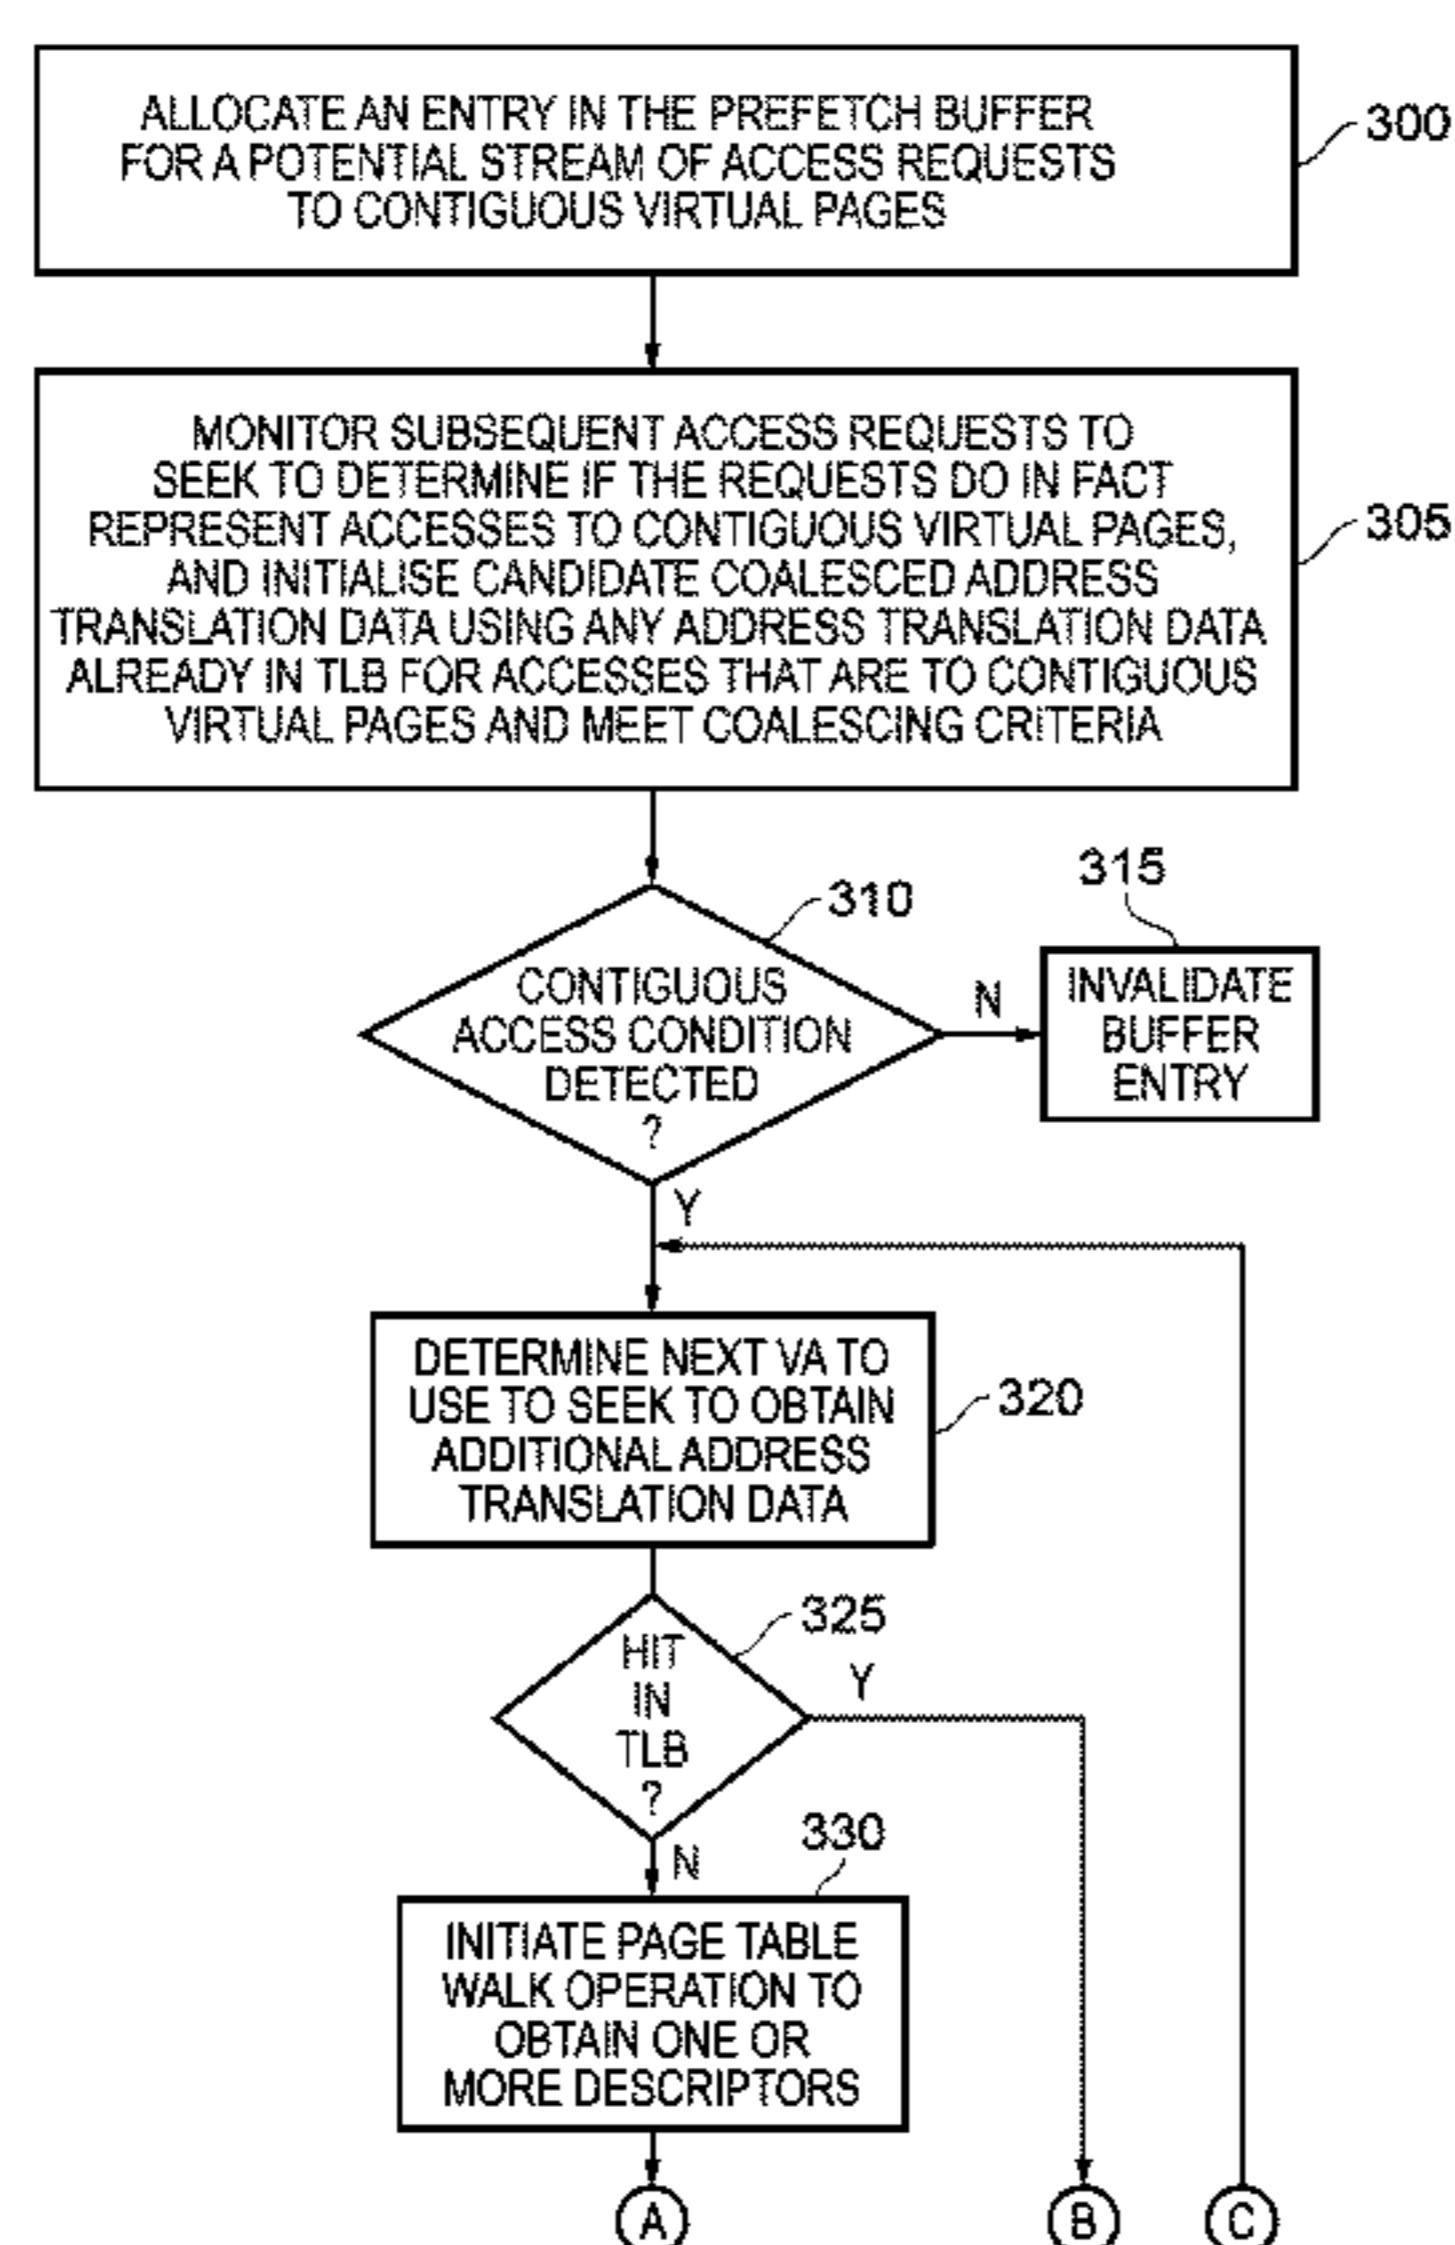 ALLOCATE AN ENTRY IN THE PREFETCH BUFFER
FOR A POTENTIAL STREAM OF ACCESS REQUESTS
TO CONTIGUOUS VIRTUAL PAGES
300
MONITOR SUBSEQUENT ACCESS REQUESTS TO
SEEK TO DETERMINE IF THE REQUESTS DO IN FACT
REPRESENT ACCESSES TO CONTIGUOUS VIRTUAL PAGES,
AND INITIALISE CANDIDATE COALESCED ADDRESS
TRANSLATION DATA USING ANY ADDRESS TRANSLATION DATA
ALREADY IN TLB FOR ACCESSES THAT ARE TO CONTIGUOUS
VIRTUAL PAGES AND MEET COALESCING CRITERIA
305
310
CONTIGUOUS
ACCESS CONDITION
DETECTED
?
N
315
INVALIDATE
BUFFER
ENTRY
Y
DETERMINE NEXT VA TO
USE TO SEEK TO OBTAIN
ADDITIONAL ADDRESS
TRANSLATION DATA
320
325
HIT
IN
TLB
?
Y
N
330
INITIATE PAGE TABLE
WALK OPERATION TO
OBTAIN ONE OR
MORE DESCRIPTORS
A
B
C